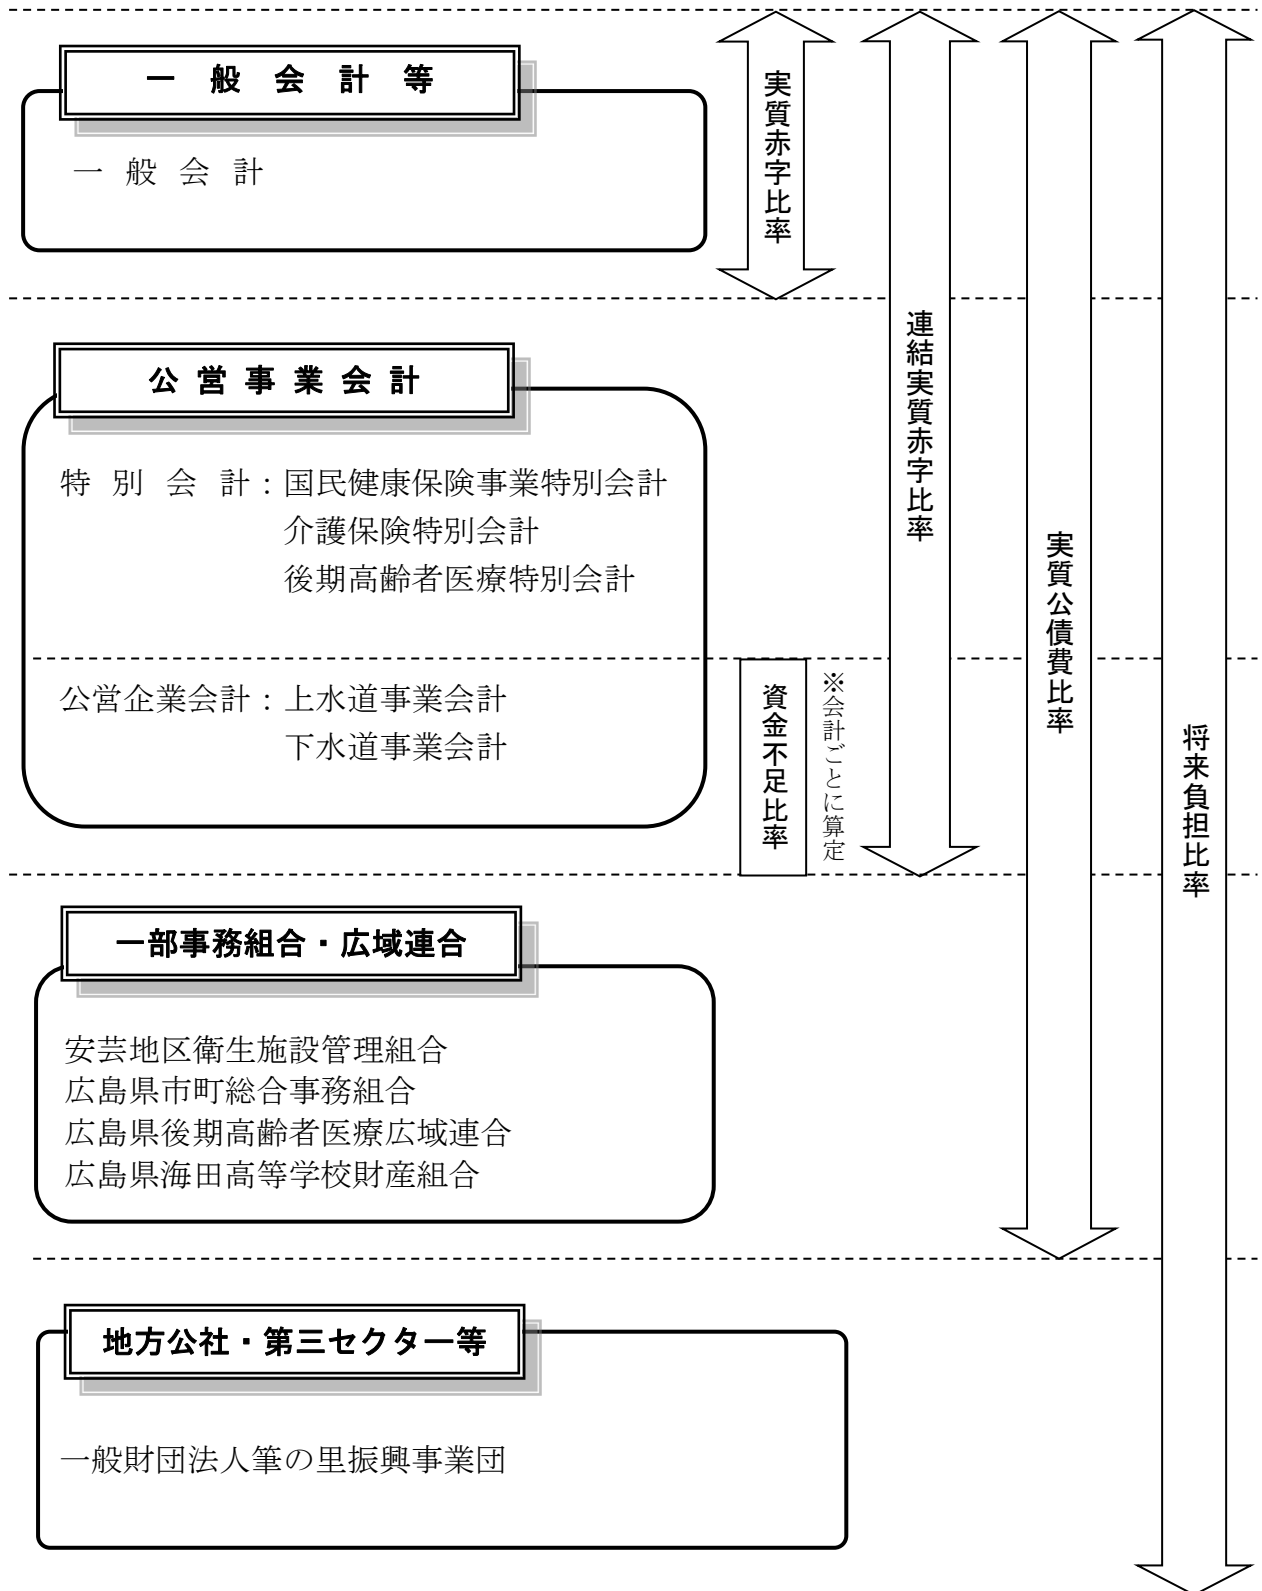 一般会計等
一般会計
実質赤字比率
連結実質赤字比率
実質公債費比率
将来負担比率
公営事業会計
特別会計：国民健康保険事業特別会計
介護保険特別会計
後期高齢者医療特別会計
公営企業会計：上水道事業会計
下水道事業会計
資金不足比率
※会計ごとに算定
一部事務組合・広域連合
安芸地区衛生施設管理組合
広島県市町総合事務組合
広島県後期高齢者医療広域連合
広島県海田高等学校財産組合
地方公社・第三セクター等
一般財団法人筆の里振興事業団